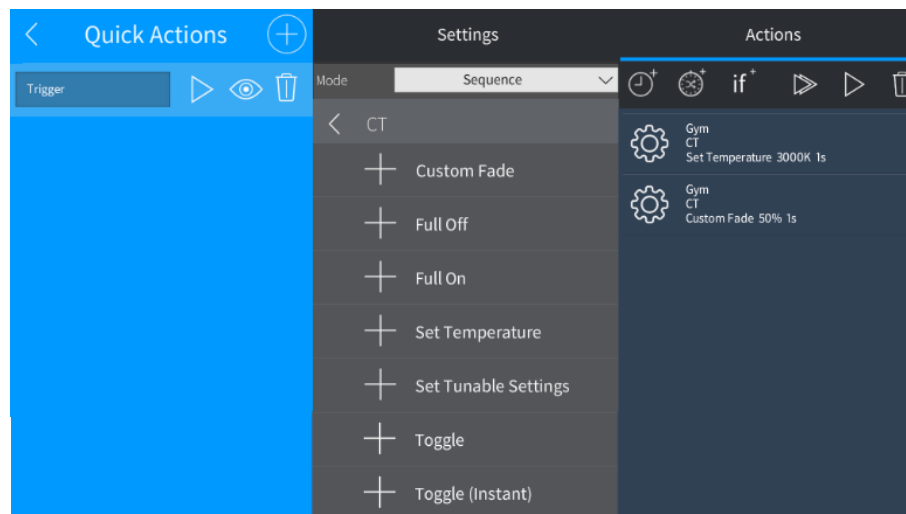 Quick Actions
Trigger
Settings
Mode
Sequence
CT
Custom Fade
Full Off
Full On
Set Temperature
Set Tunable Settings
Toggle
Toggle (Instant)
Actions
if+
Gym
CT
Set Temperature 3000K 1s
Gym
CT
Custom Fade 50% 1s